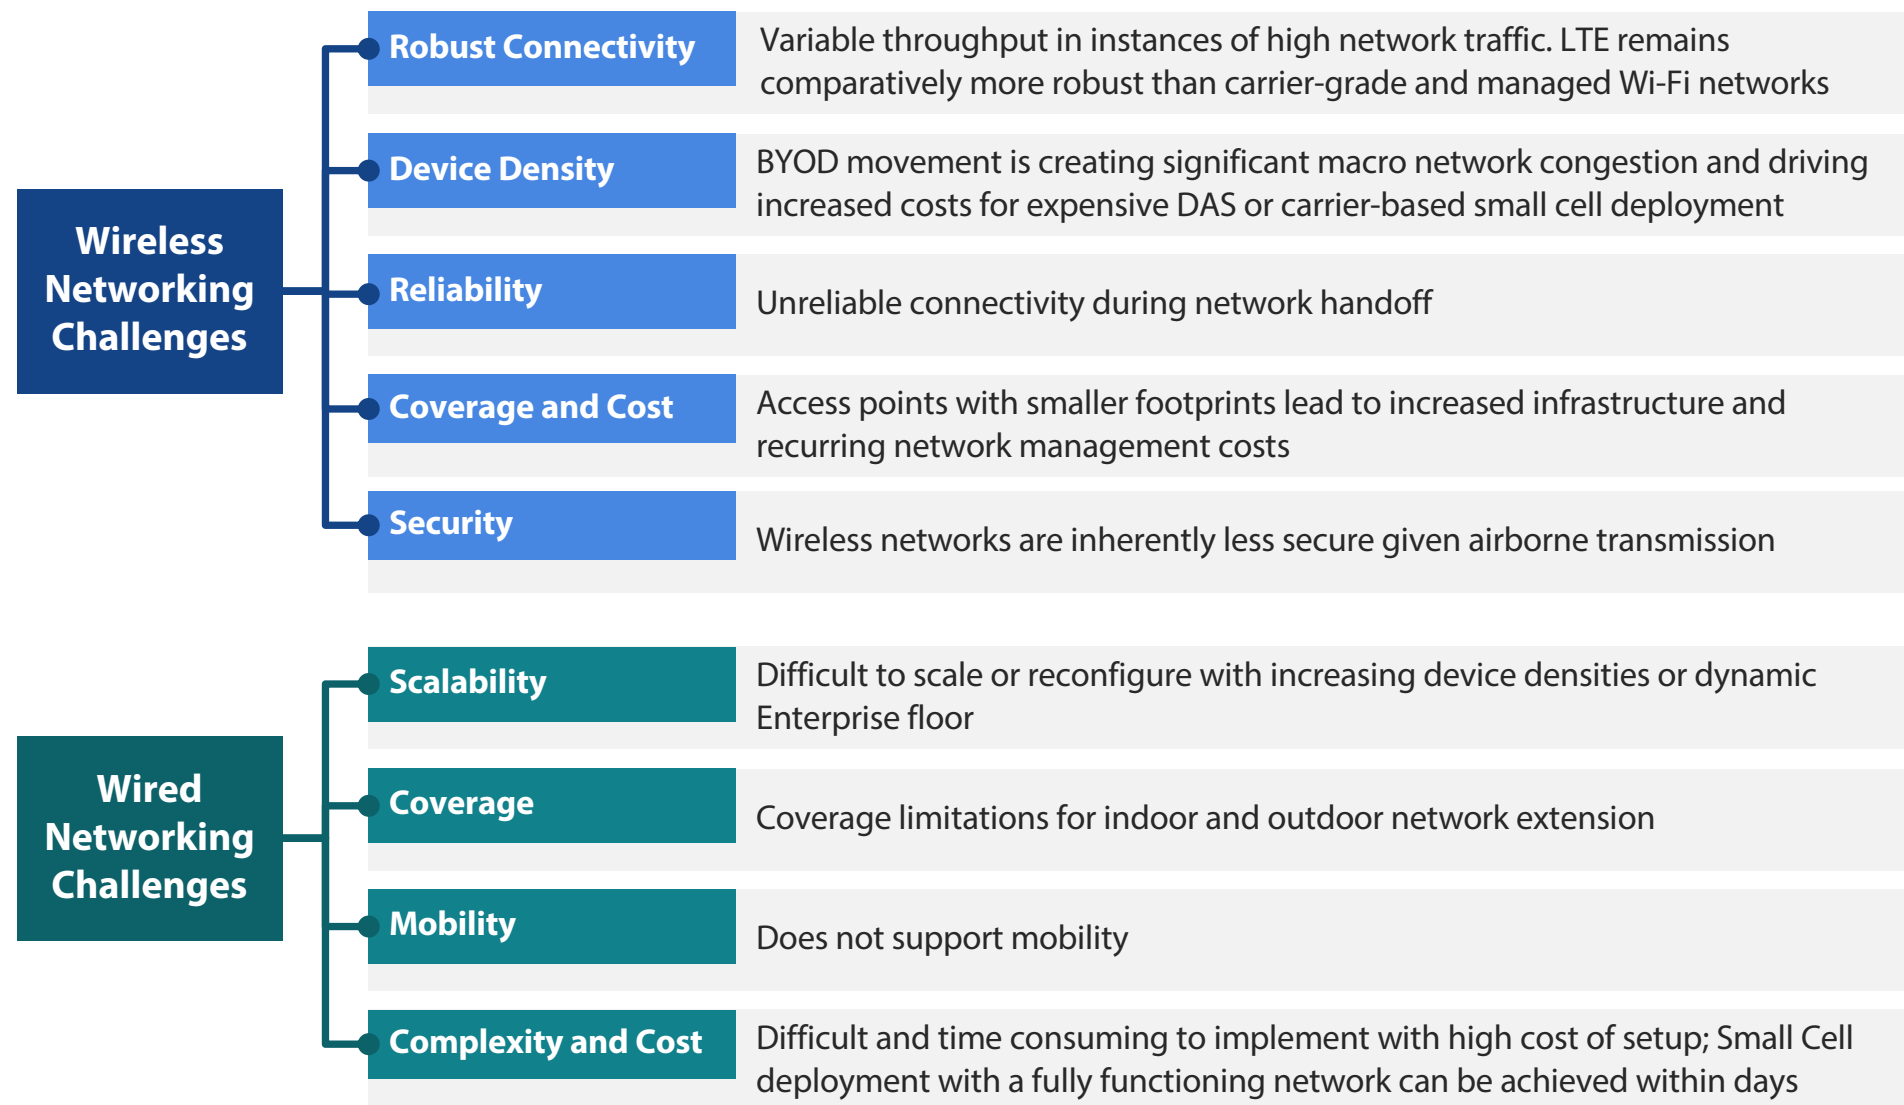 Wireless
Networking
Challenges
Robust Connectivity
Variable throughput in instances of high network traffic. LTE remains
comparatively more robust than carrier-grade and managed Wi-Fi networks
Device Density
BYOD movement is creating significant macro network congestion and driving
increased costs for expensive DAS or carrier-based small cell deployment
Reliability
Unreliable connectivity during network handoff
Coverage and Cost
Access points with smaller footprints lead to increased infrastructure and
recurring network management costs
Security
Wireless networks are inherently less secure given airborne transmission
Wired
Networking
Challenges
Scalability
Difficult to scale or reconfigure with increasing device densities or dynamic
Enterprise floor
Coverage
Coverage limitations for indoor and outdoor network extension
Mobility
Does not support mobility
Complexity and Cost
Difficult and time consuming to implement with high cost of setup; Small Cell
deployment with a fully functioning network can be achieved within days